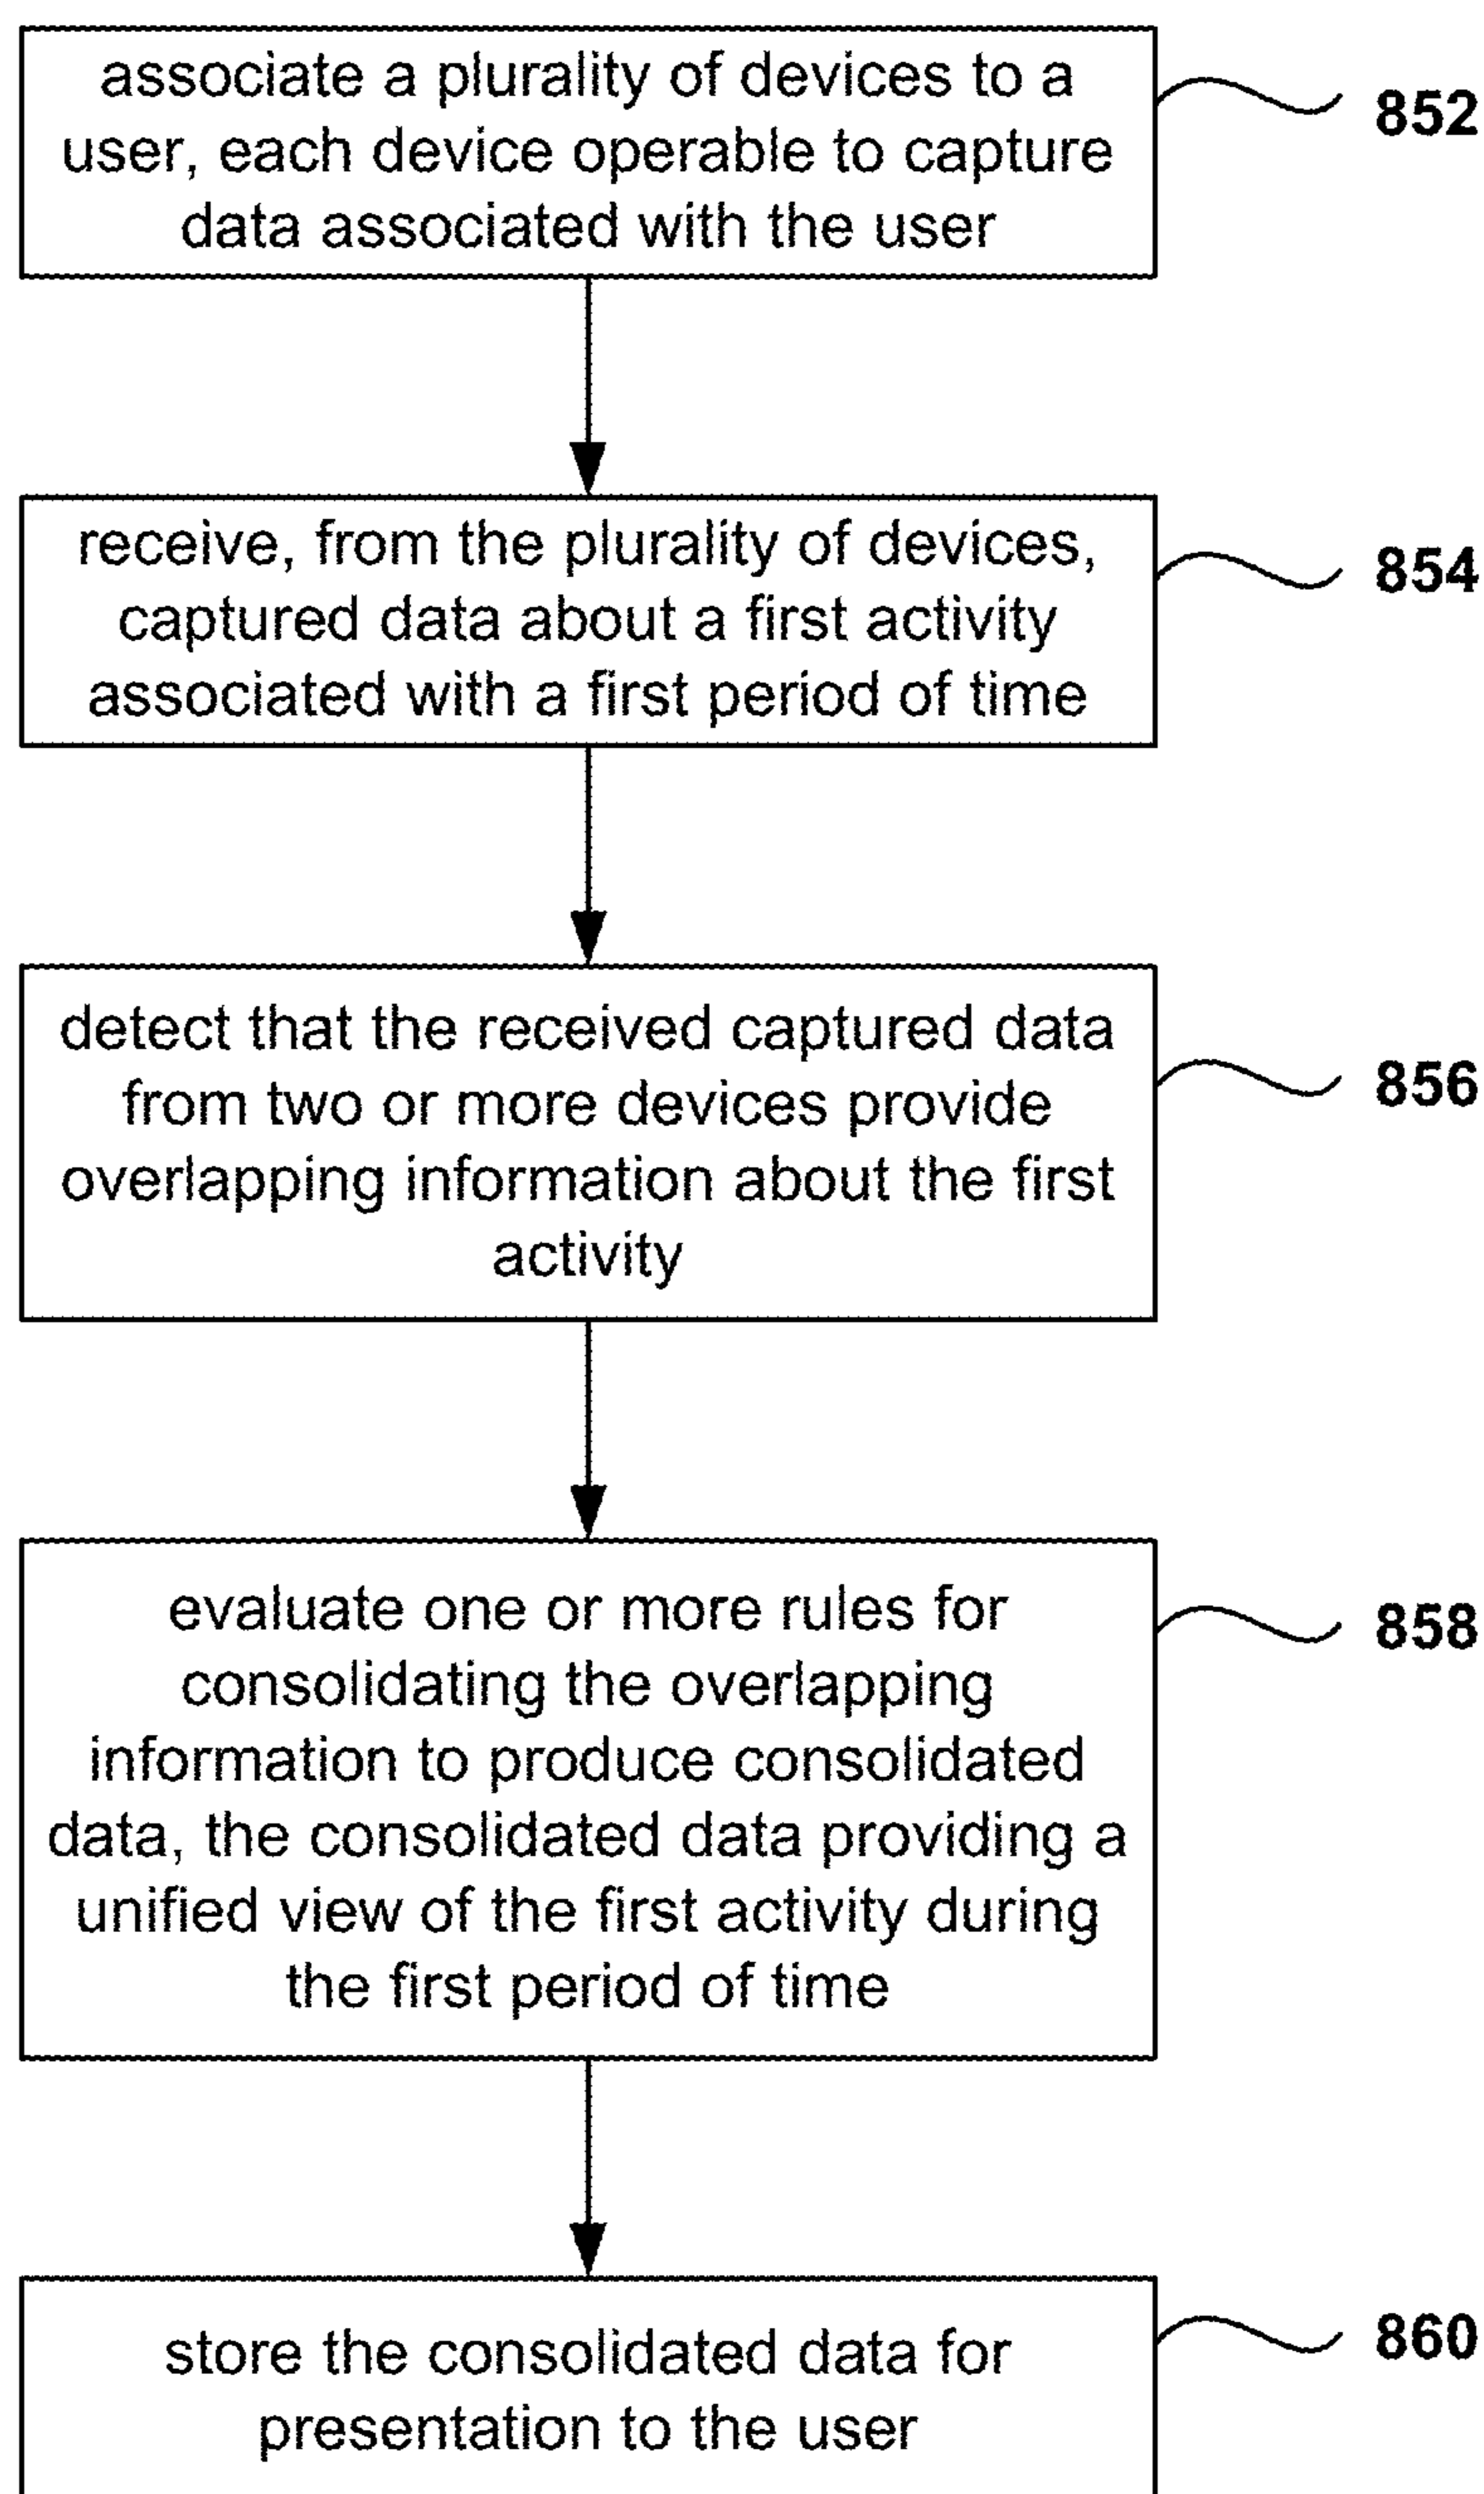 associate a plurality of devices to a
user, each device operable to capture
data associated with the user
852
receive, from the plurality of devices,
captured data about a first activity
associated with a first period of time
854
detect that the received captured data
from two or more devices provide
overlapping information about the first
activity
856
evaluate one or more rules for
consolidating the overlapping
information to produce consolidated
data, the consolidated data providing a
unified view of the first activity during
the first period of time
858
store the consolidated data for
presentation to the user
860